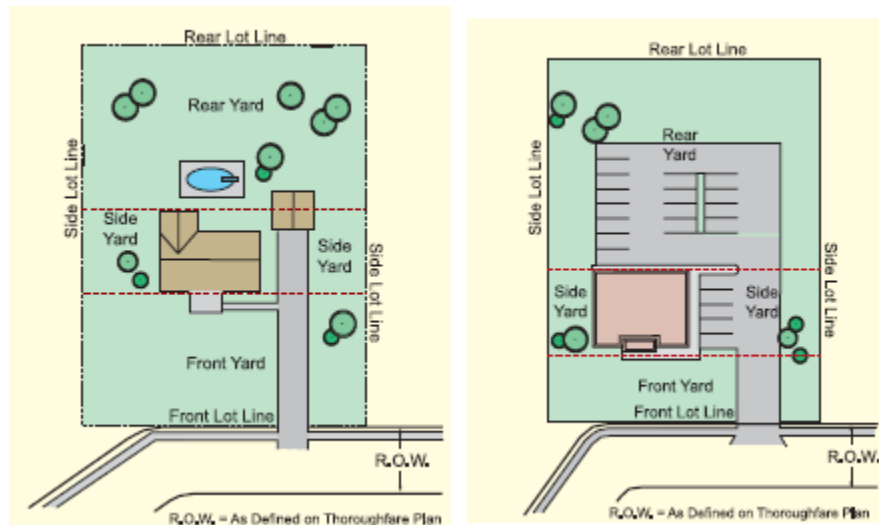 Rear Lot Line
Rear Yard
Side Lot Line
Side
Yard
Side
Yard
Side Lot Line
Front Yard
Front Lot Line
R.O.W.
R.O.W. = As Defined on Thoroughfare Plan
Rear Lot Line
Rear
Yard
Side Lot Line
Side
Yard
Side
Yard
Side Lot Line
Front Yard
Front Lot Line
R.O.W.
R.O.W. = As Defined on Thoroughfare Plan